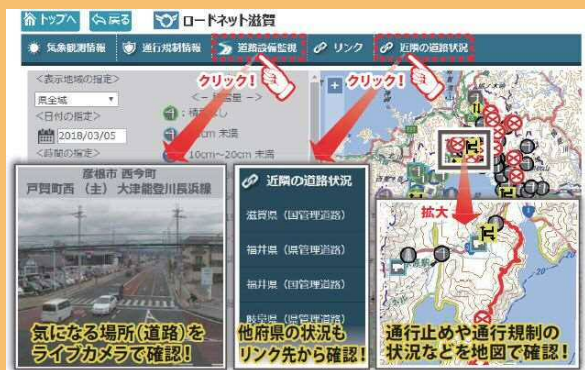 トップへ 戻る ロードネット滋賀
気象観測情報 通行規制情報 道路設備監視 リンク 近隣の道路状況
クリック! クリック!
<表示地域の指定>
県全域
<日付の指定>
2018/03/05
<時間の指定>
10cm~20cm 未満
彦根市 西今町
戸賀町西 (主) 大津能登川長浜線
気になる場所(道路)を
ライブカメラで確認!
近隣の道路状況
滋賀県(国管理道路)
福井県(県管理道路)
福井県(国管理道路)
岐阜県(県管理道路)
他府県の状況も
リンク先から確認!
拡大
通行止めや通行規制の
状況などを地図で確認!